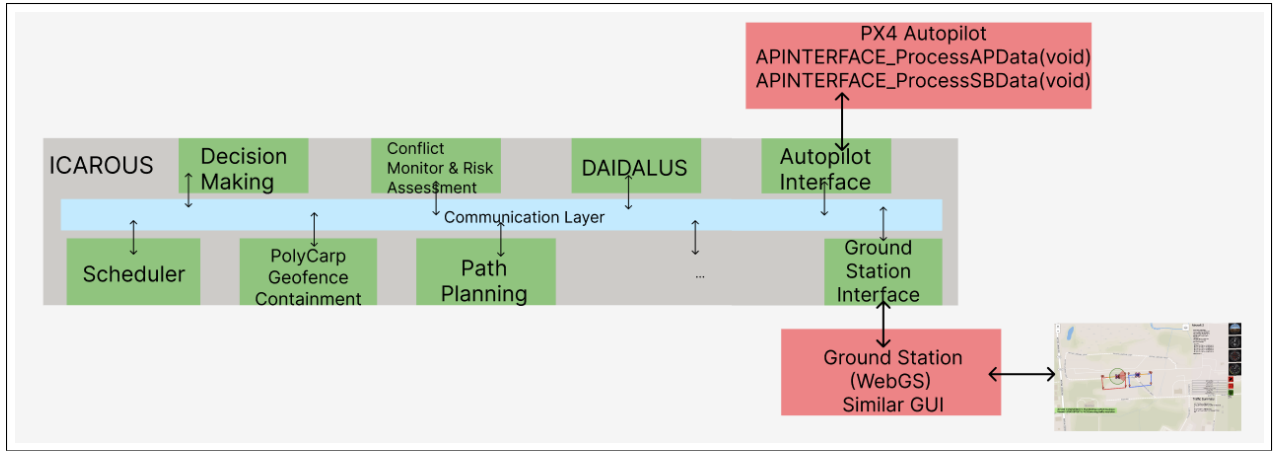 PX4 Autopilot
APINTERFACE_ProcessAPData(void)
APINTERFACE_ProcessSBData(void)
ICAROUS
Decision
Making
Conflict
Monitor & Risk
Assessment
DAIDALUS
Autopilot
Interface
Communication Layer
Scheduler
PolyCarp
Geofence
Containment
Path
Planning
...
Ground
Station
Interface
Ground Station
(WebGS)
Similar GUI